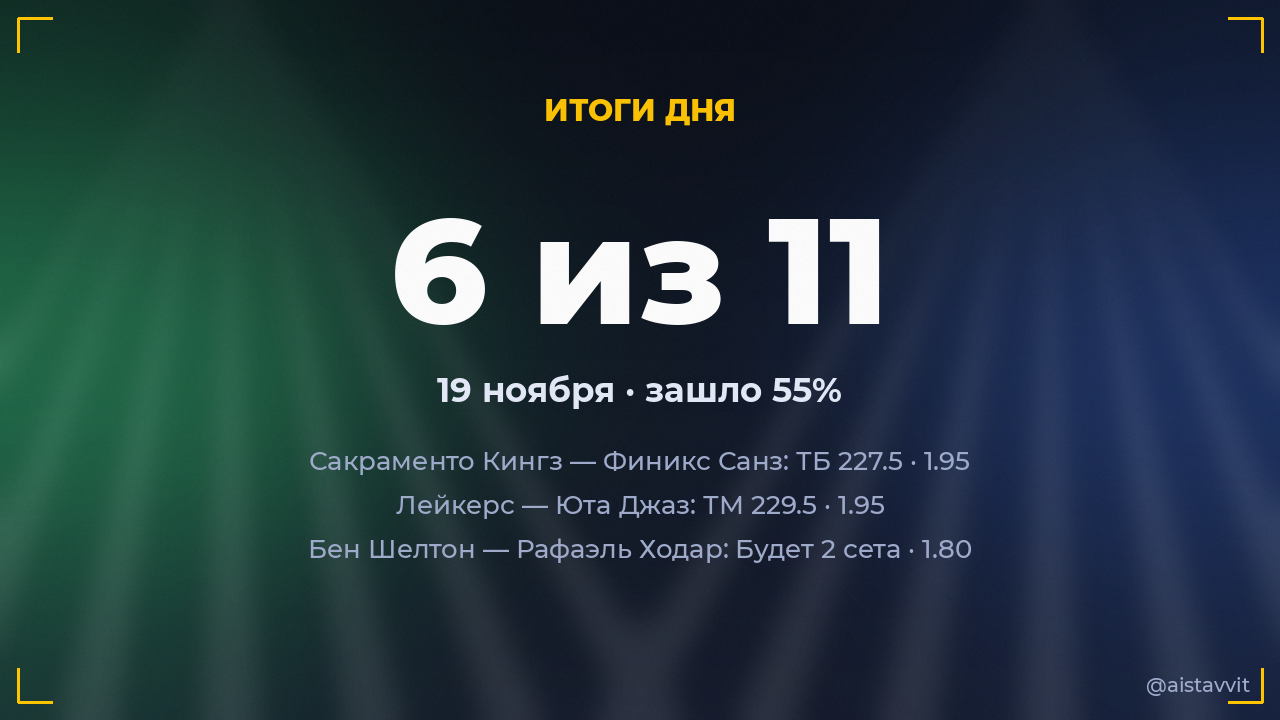 ИТОГИ ДНЯ
6 из 11
19 ноября · зашло 55%
Сакраменто Кингз — Финикс Санз: ТБ 227.5 · 1.95
Лейкерс — Юта Джаз: ТМ 229.5 · 1.95
Бен Шелтон — Рафаэль Ходар: Будет 2 сета · 1.80
@aistavvit